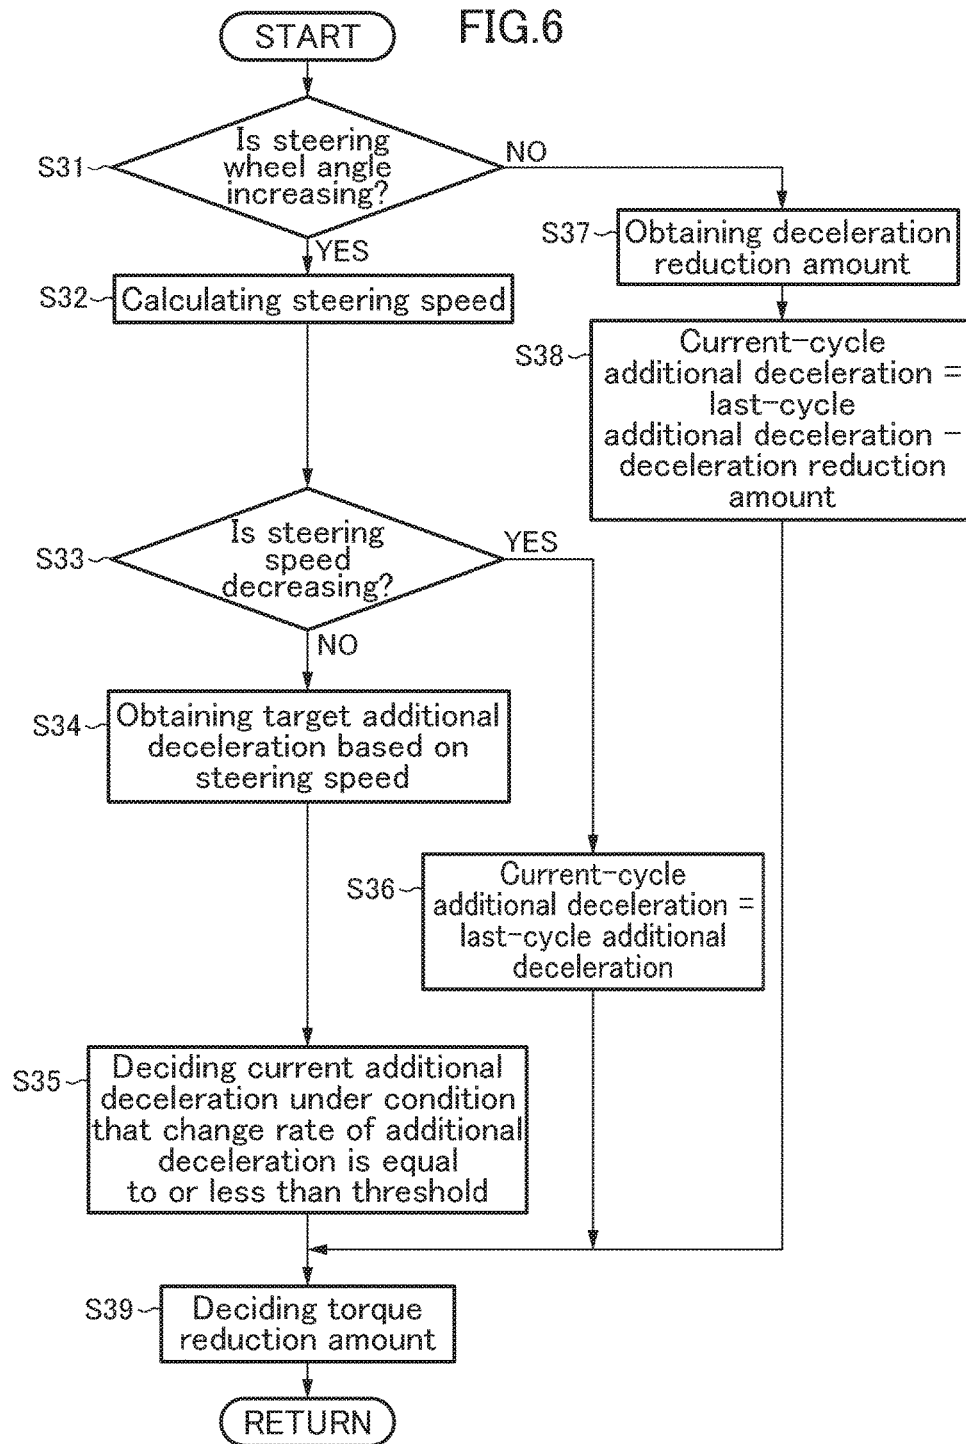 FIG.6
START
S31
Is steering
wheel angle
increasing?
NO
YES
S32
Calculating steering speed
S37
Obtaining deceleration
reduction amount
S38
Current-cycle
additional deceleration =
last-cycle
additional deceleration -
deceleration reduction
amount
S33
Is steering
speed
decreasing?
YES
NO
S34
Obtaining target additional
deceleration based on
steering speed
S36
Current-cycle
additional deceleration =
last-cycle additional
deceleration
S35
Deciding current additional
deceleration under condition
that change rate of additional
deceleration is equal
to or less than threshold
S39
Deciding torque
reduction amount
RETURN